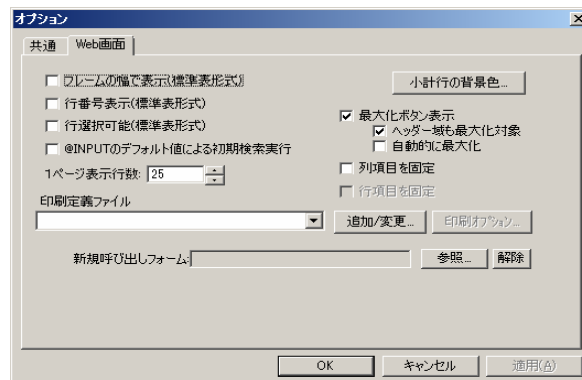 オプション
共通 Web画面
フレームの幅で表示(標準表形式)
行番号表示(標準表形式)
行選択可能(標準表形式)
@INPUTのデフォルト値による初期検索実行
1ページ表示行数: 25
小計行の背景色...
最大化ボタン表示
ヘッダー域も最大化対象
自動的に最大化
列項目を固定
行項目を固定
印刷定義ファイル
追加/変更... 印刷オプション...
新規呼び出しフォーム: 参照... 解除
OK キャンセル 適用(A)